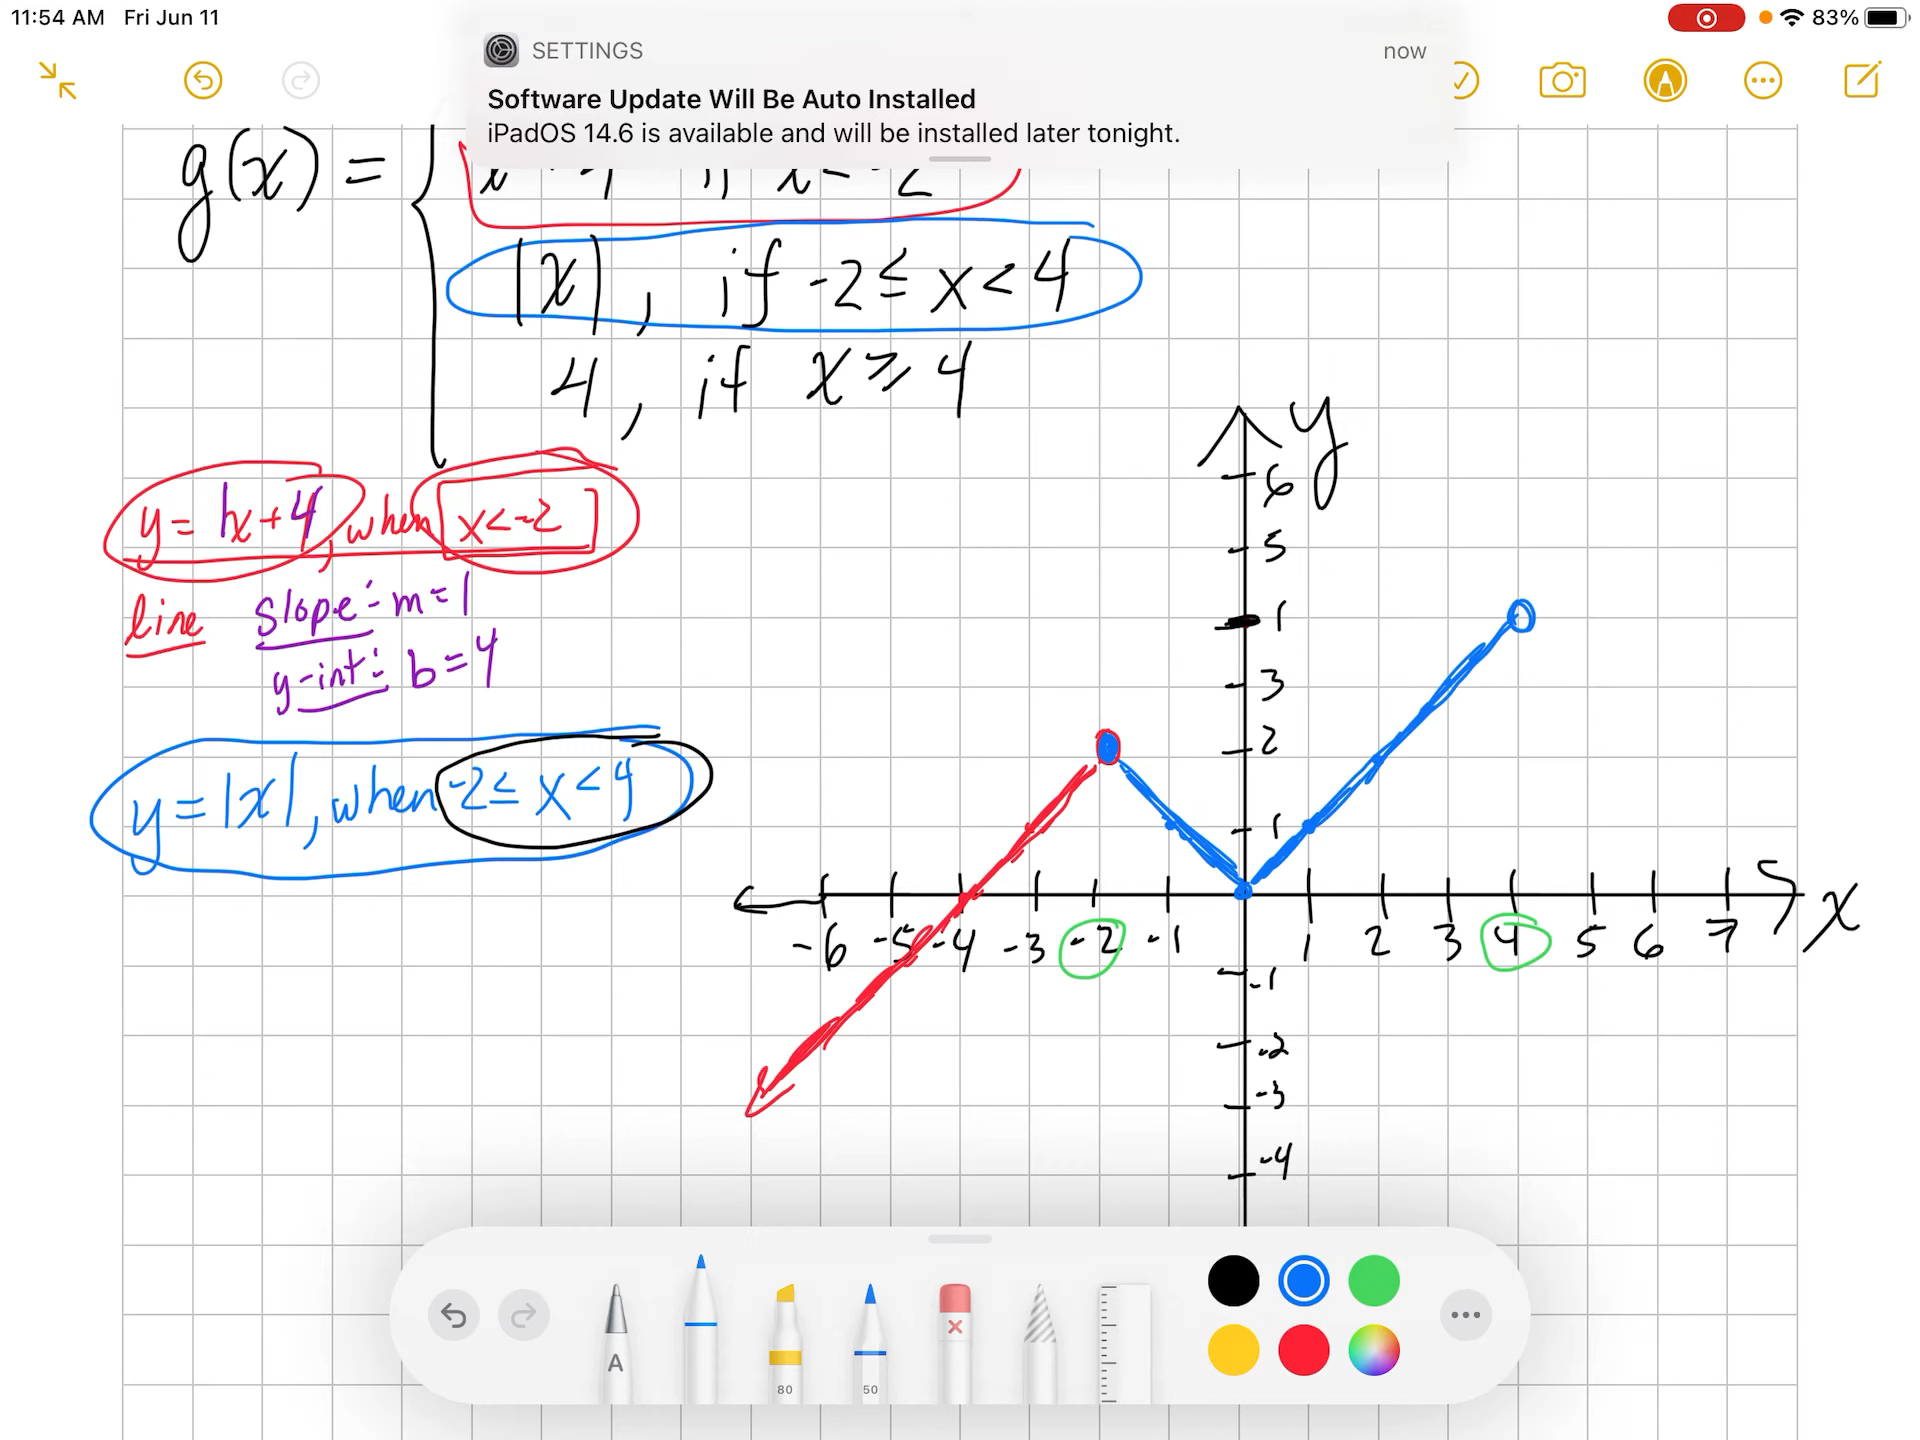 11:54 AM Fri Jun 11 83%
SETTINGS now
Software Update Will Be Auto Installed
iPadOS 14.6 is available and will be installed later tonight.
g(x) =
|x| , if -2 ≤ x < 4
4 , if x ≥ 4
y = 1x + 4, when x < -2
line slope: m = 1
y-int: b = 4
y = |x|, when -2 ≤ x < 4
y
6
5
3
2
1
-6 -5 -4 -3 -2 -1 1 2 3 4 5 6 7 x
-1
-2
-3
-4
A 80 50